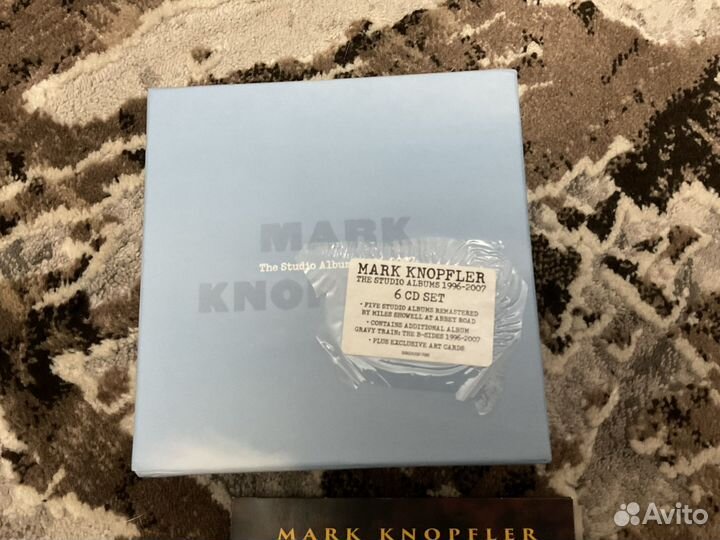 MARK
The Studio Album
KNOP
MARK KNOPFLER
THE STUDIO ALBUMS 1996-2007
6 CD SET
• FIVE STUDIO ALBUMS REMASTERED
BY MILES SHOWELL AT ABBEY ROAD
• CONTAINS ADDITIONAL ALBUM
GRAVY TRAIN: THE B-SIDES 1996-2007
• PLUS EXCLUSIVE ART CARDS
MARK KNOPFLER
Avito